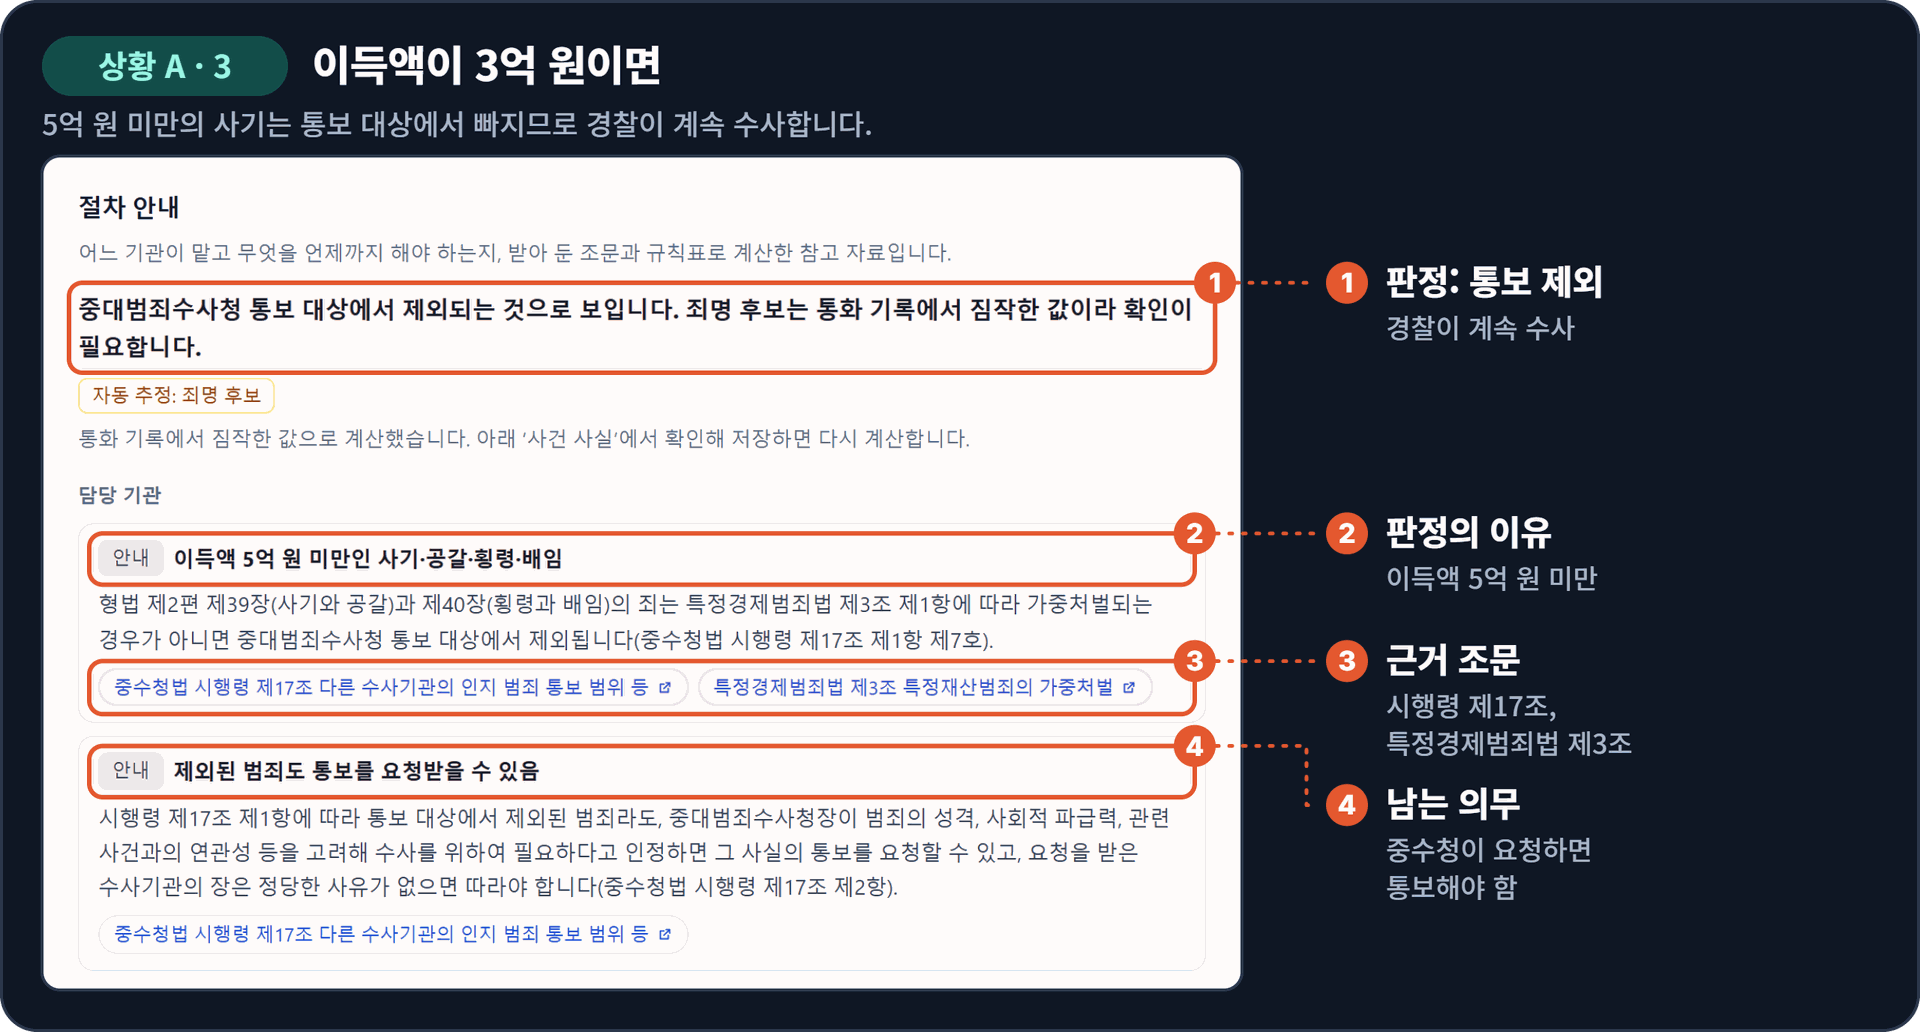 상황 A · 3
이득액이 3억 원이면
5억 원 미만의 사기는 통보 대상에서 빠지므로 경찰이 계속 수사합니다.
절차 안내
어느 기관이 맡고 무엇을 언제까지 해야 하는지, 받아 둔 조문과 규칙표로 계산한 참고 자료입니다.
중대범죄수사청 통보 대상에서 제외되는 것으로 보입니다. 죄명 후보는 통화 기록에서 짐작한 값이라 확인이
필요합니다.
1
자동 추정: 죄명 후보
통화 기록에서 짐작한 값으로 계산했습니다. 아래 ‘사건 사실’에서 확인해 저장하면 다시 계산합니다.
담당 기관
2
안내 이득액 5억 원 미만인 사기·공갈·횡령·배임
형법 제2편 제39장(사기와 공갈)과 제40장(횡령과 배임)의 죄는 특정경제범죄법 제3조 제1항에 따라 가중처벌되는
경우가 아니면 중대범죄수사청 통보 대상에서 제외됩니다(중수청법 시행령 제17조 제1항 제7호).
3
중수청법 시행령 제17조 다른 수사기관의 인지 범죄 통보 범위 등
특정경제범죄법 제3조 특정재산범죄의 가중처벌
4
안내 제외된 범죄도 통보를 요청받을 수 있음
시행령 제17조 제1항에 따라 통보 대상에서 제외된 범죄라도, 중대범죄수사청장이 범죄의 성격, 사회적 파급력, 관련
사건과의 연관성 등을 고려해 수사를 위하여 필요하다고 인정하면 그 사실의 통보를 요청할 수 있고, 요청을 받은
수사기관의 장은 정당한 사유가 없으면 따라야 합니다(중수청법 시행령 제17조 제2항).
중수청법 시행령 제17조 다른 수사기관의 인지 범죄 통보 범위 등
1 판정: 통보 제외
경찰이 계속 수사
2 판정의 이유
이득액 5억 원 미만
3 근거 조문
시행령 제17조,
특정경제범죄법 제3조
4 남는 의무
중수청이 요청하면
통보해야 함